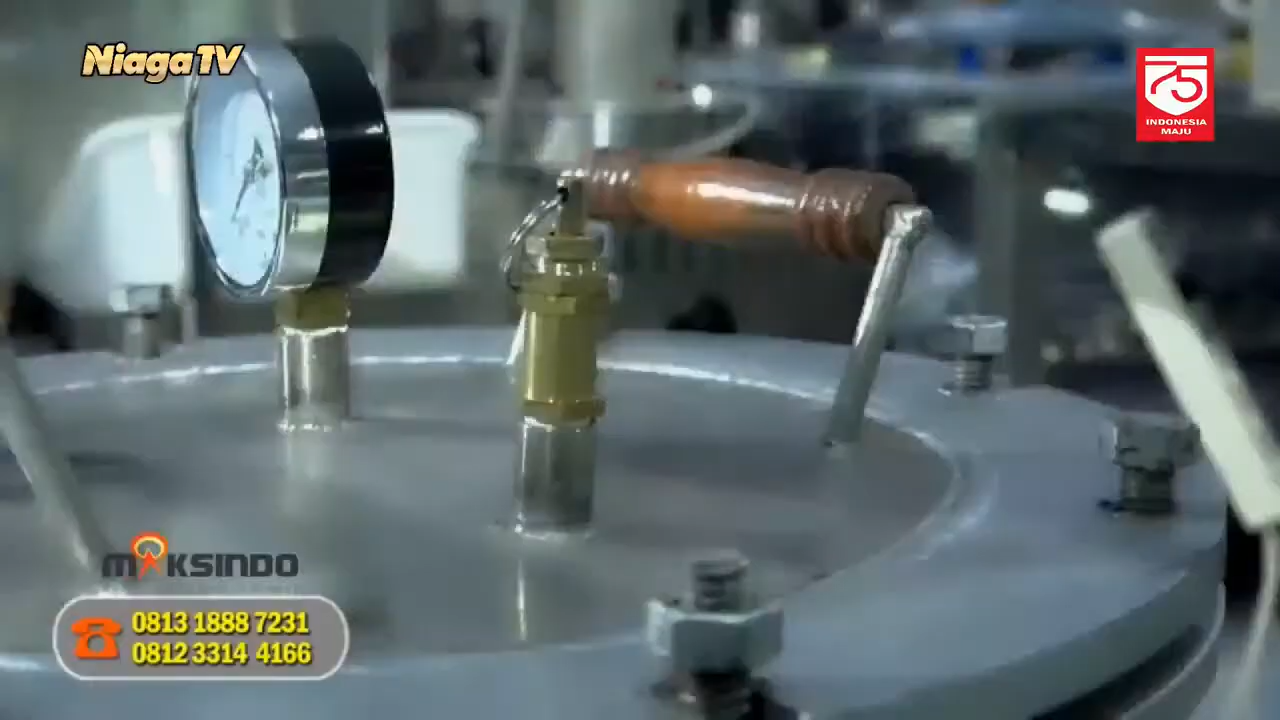 NiagaTV
75
INDONESIA
MAJU
MAKSINDO
0813 1888 7231
0812 3314 4166